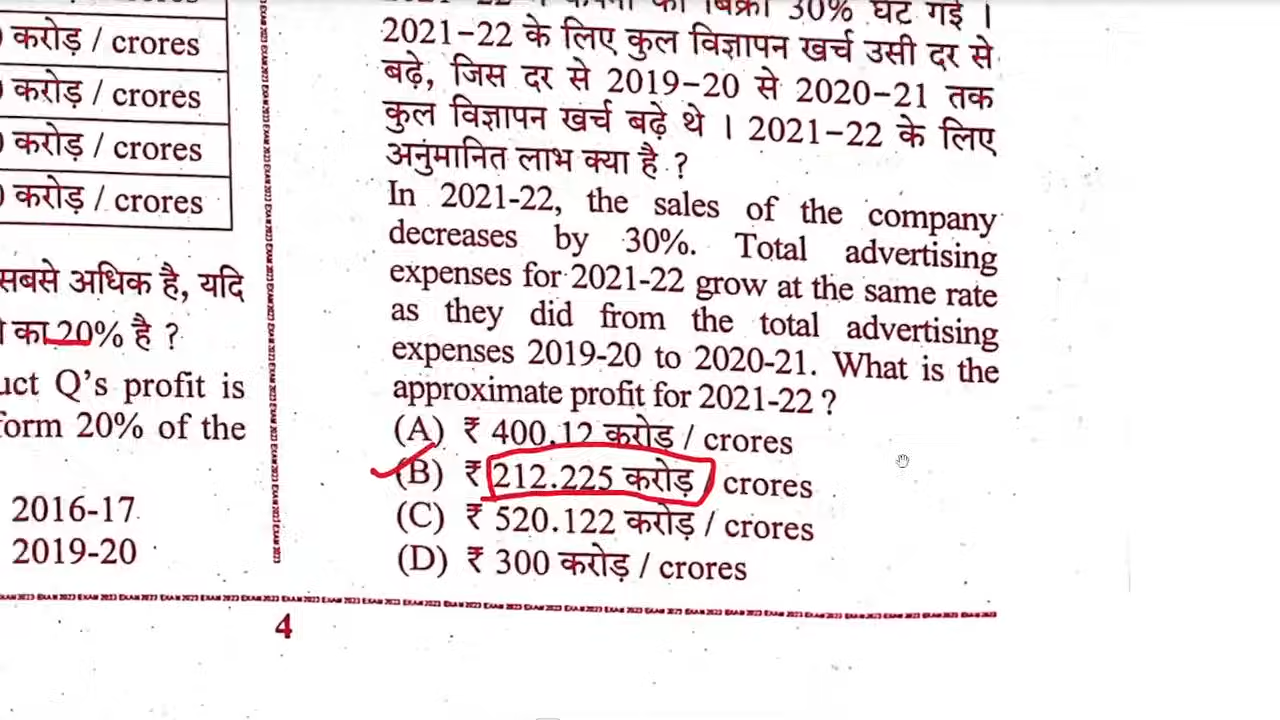 करोड़ / crores
करोड़ / crores
करोड़ / crores
करोड़ / crores
सबसे अधिक है, यदि
का 20% है ?
uct Q's profit is
form 20% of the
2016-17
2019-20
30% घट गई ।
2021-22 के लिए कुल विज्ञापन खर्च उसी दर से
बढ़े, जिस दर से 2019-20 से 2020-21 तक
कुल विज्ञापन खर्च बढ़े थे । 2021-22 के लिए
अनुमानित लाभ क्या है ?
In 2021-22, the sales of the company
decreases by 30%. Total advertising
expenses for 2021-22 grow at the same rate
as they did from the total advertising
expenses 2019-20 to 2020-21. What is the
approximate profit for 2021-22 ?
(A) ₹ 400.12 करोड़ / crores
(B) ₹ 212.225 करोड़ / crores
(C) ₹ 520.122 करोड़ / crores
(D) ₹ 300 करोड़ / crores
4